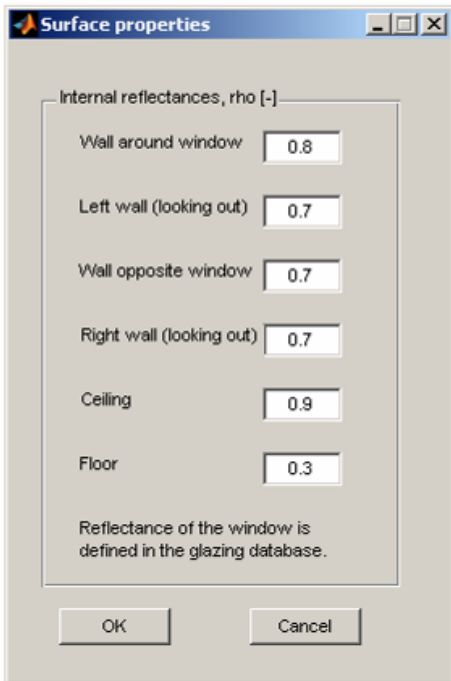 Surface properties
Internal reflectances, rho [-]
Wall around window 0.8
Left wall (looking out) 0.7
Wall opposite window 0.7
Right wall (looking out) 0.7
Ceiling 0.9
Floor 0.3
Reflectance of the window is
defined in the glazing database.
OK Cancel